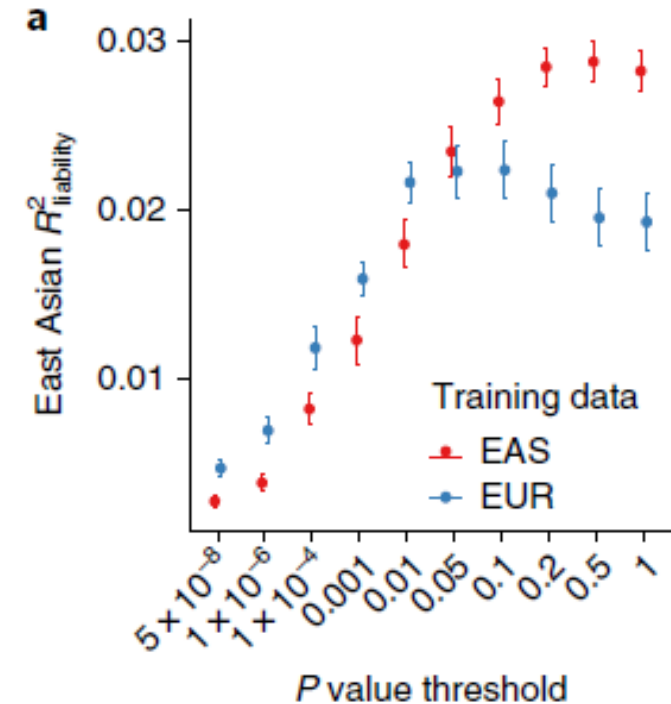 a
East Asian R²liability
0.03
0.02
0.01
Training data
EAS
EUR
5 × 10⁻⁸
1 × 10⁻⁶
1 × 10⁻⁴
0.001
0.01
0.05
0.1
0.2
0.5
1
P value threshold